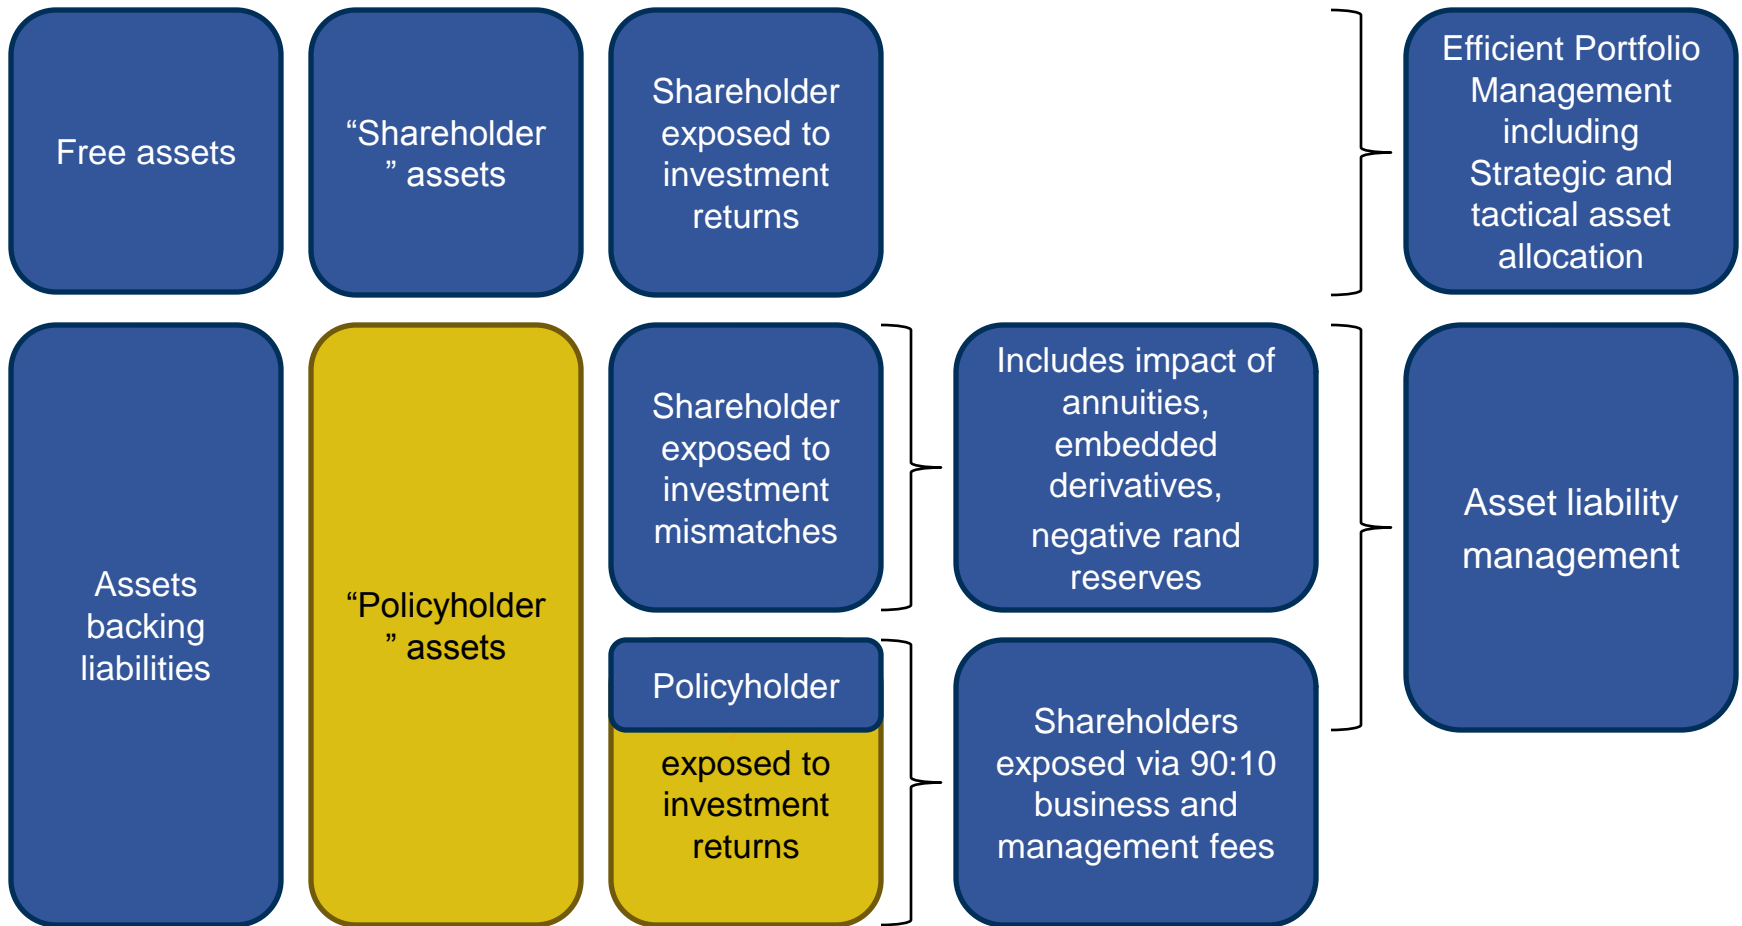 Free assets
“Shareholder
” assets
Shareholder
exposed to
investment
returns
Efficient Portfolio
Management
including
Strategic and
tactical asset
allocation
Assets
backing
liabilities
“Policyholder
” assets
Shareholder
exposed to
investment
mismatches
Includes impact of
annuities,
embedded
derivatives,
negative rand
reserves
Policyholder
exposed to
investment
returns
Shareholders
exposed via 90:10
business and
management fees
Asset liability
management